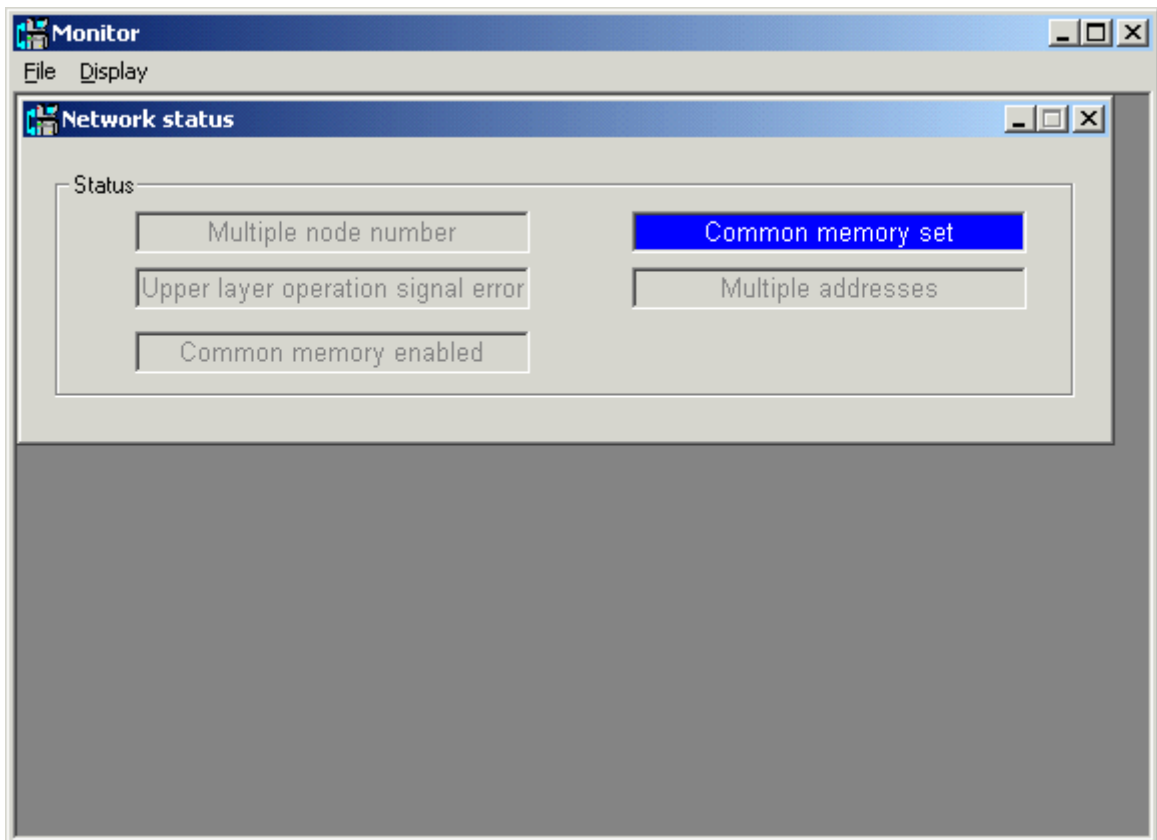 Monitor
File Display
Network status
Status
Multiple node number
Common memory set
Upper layer operation signal error
Multiple addresses
Common memory enabled